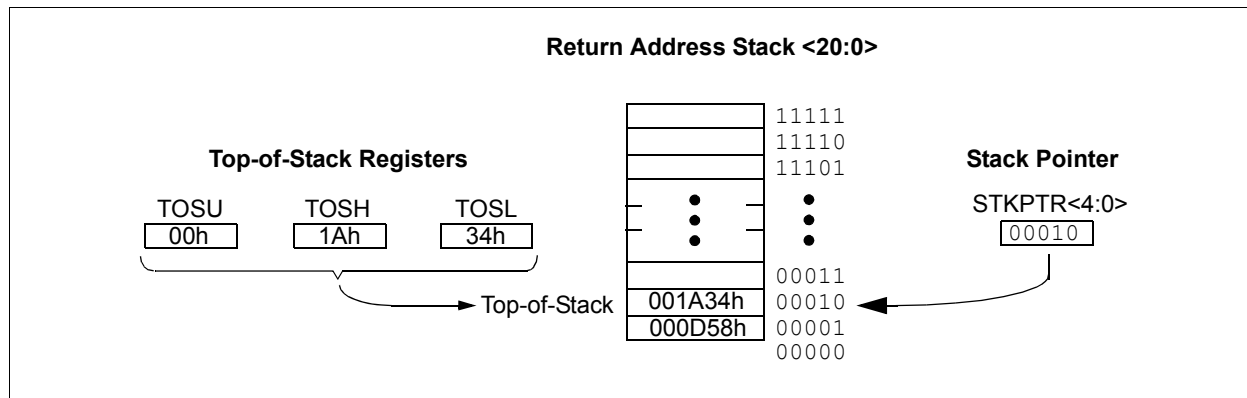 Return Address Stack <20:0>
11111
11110
11101
Top-of-Stack Registers
Stack Pointer
TOSU TOSH TOSL
STKPTR<4:0>
00h 1Ah 34h
00010
00011
Top-of-Stack 001A34h 00010
000D58h 00001
00000